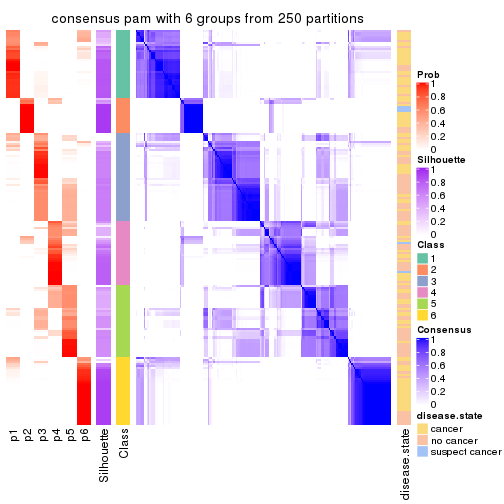 consensus pam with 6 groups from 250 partitions
Prob
1
0.8
0.6
0.4
0.2
0
Silhouette
1
0.8
0.6
0.4
0.2
0
Class
1
2
3
4
5
6
Consensus
1
0.8
0.6
0.4
0.2
0
disease.state
cancer
no cancer
suspect cancer
p1
p2
p3
p4
p5
p6
Silhouette
Class
disease.state